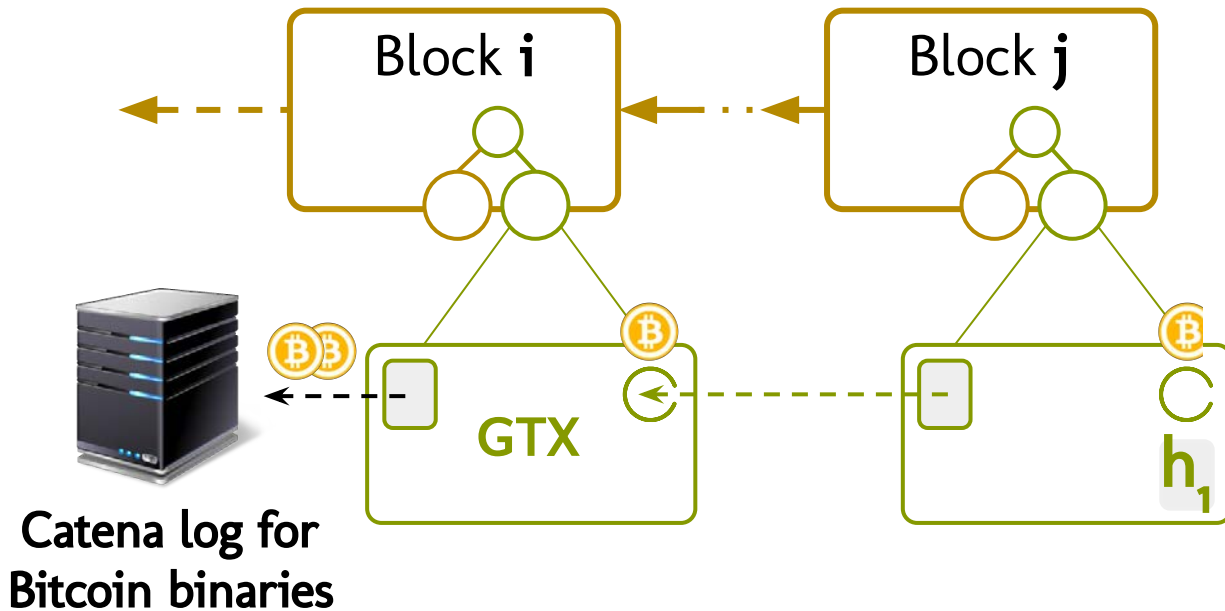 Block i
Block j
GTX
h₁
Catena log for
Bitcoin binaries